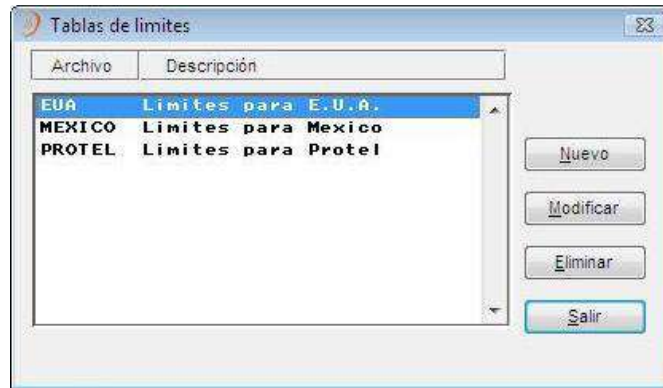 Tablas de limites
Archivo Descripción
EUA Limites para E.U.A.
MEXICO Limites para Mexico
PROTEL Limites para Protel
Nuevo
Modificar
Eliminar
Salir